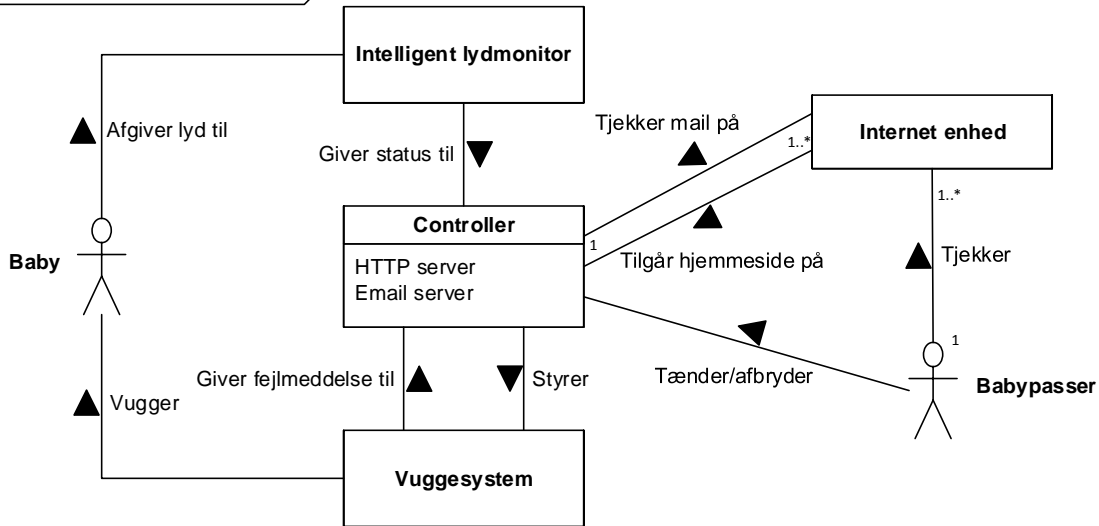 Intelligent lydmonitor
Afgiver lyd til
Giver status til
Tjekker mail på
1..*
Internet enhed
1..*
Controller
HTTP server
Email server
1
Tilgår hjemmeside på
Tjekker
Baby
Giver fejlmeddelse til
Styrer
Tænder/afbryder
1
Babypasser
Vugger
Vuggesystem